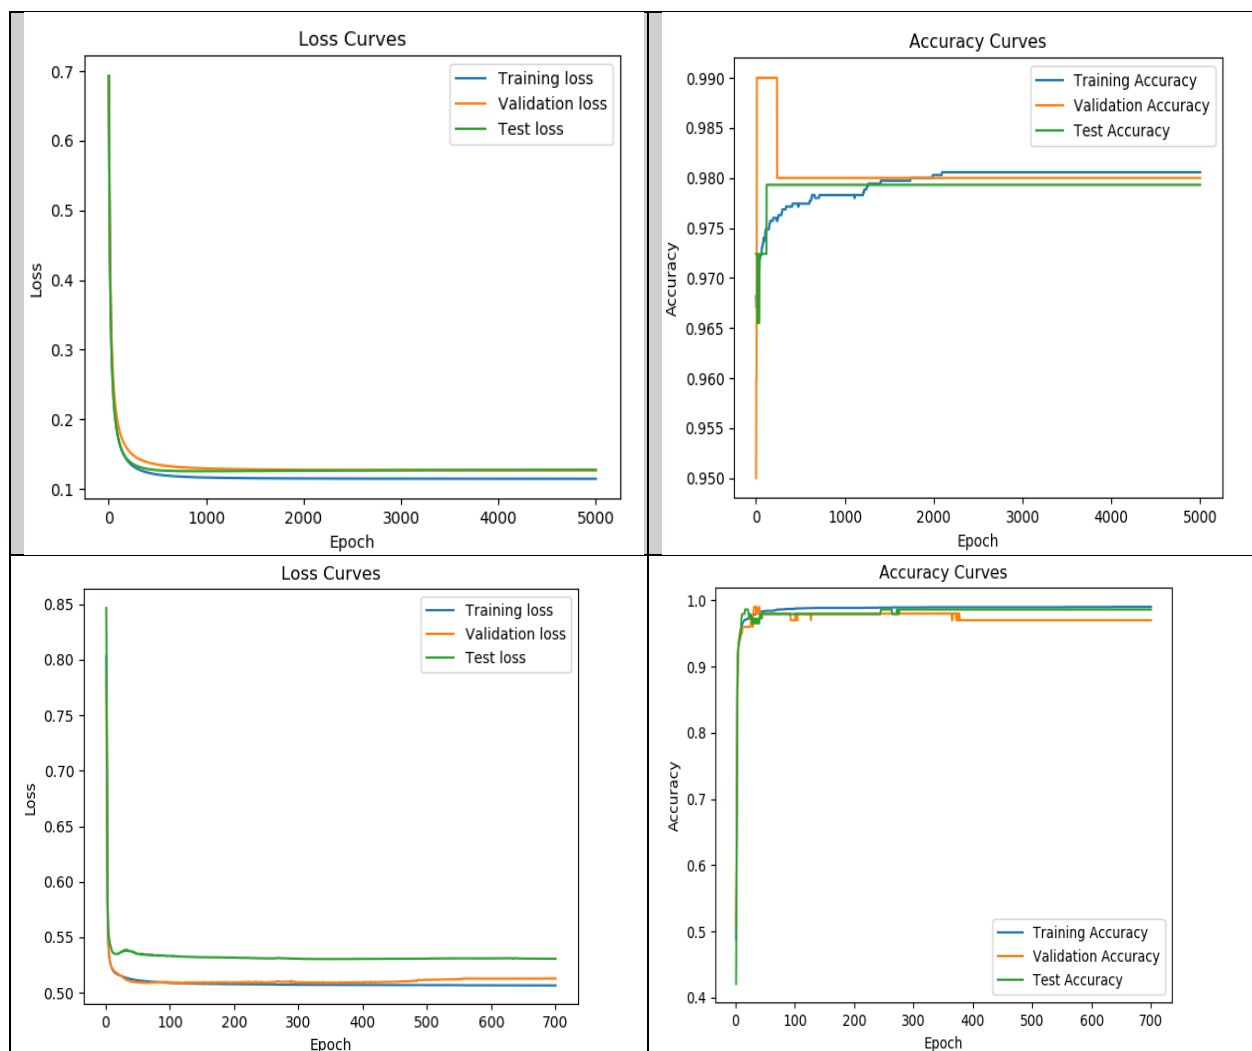 Loss Curves
0.7
0.6
0.5
0.4
0.3
0.2
0.1
Loss
Training loss
Validation loss
Test loss
0 1000 2000 3000 4000 5000
Epoch
Accuracy Curves
0.990
0.985
0.980
0.975
0.970
0.965
0.960
0.955
0.950
Accuracy
Training Accuracy
Validation Accuracy
Test Accuracy
0 1000 2000 3000 4000 5000
Epoch
Loss Curves
0.85
0.80
0.75
0.70
0.65
0.60
0.55
0.50
Loss
Training loss
Validation loss
Test loss
0 100 200 300 400 500 600 700
Epoch
Accuracy Curves
1.0
0.9
0.8
0.7
0.6
0.5
0.4
Accuracy
Training Accuracy
Validation Accuracy
Test Accuracy
0 100 200 300 400 500 600 700
Epoch